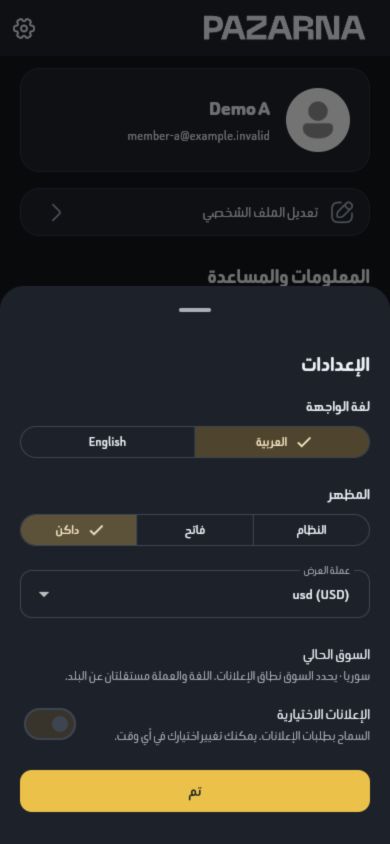 PAZARNA
Demo A
member-a@example.invalid
تعديل الملف الشخصي
المعلومات والمساعدة
الإعدادات
لغة الواجهة
العربية
English
المظهر
النظام
فاتح
داكن
عملة العرض
usd (USD)
السوق الحالي
سوريا · يحدد السوق نطاق الإعلانات. اللغة والعملة مستقلتان عن البلد.
الإعلانات الاختيارية
السماح بطلبات الإعلانات. يمكنك تغيير اختيارك في أي وقت.
تم